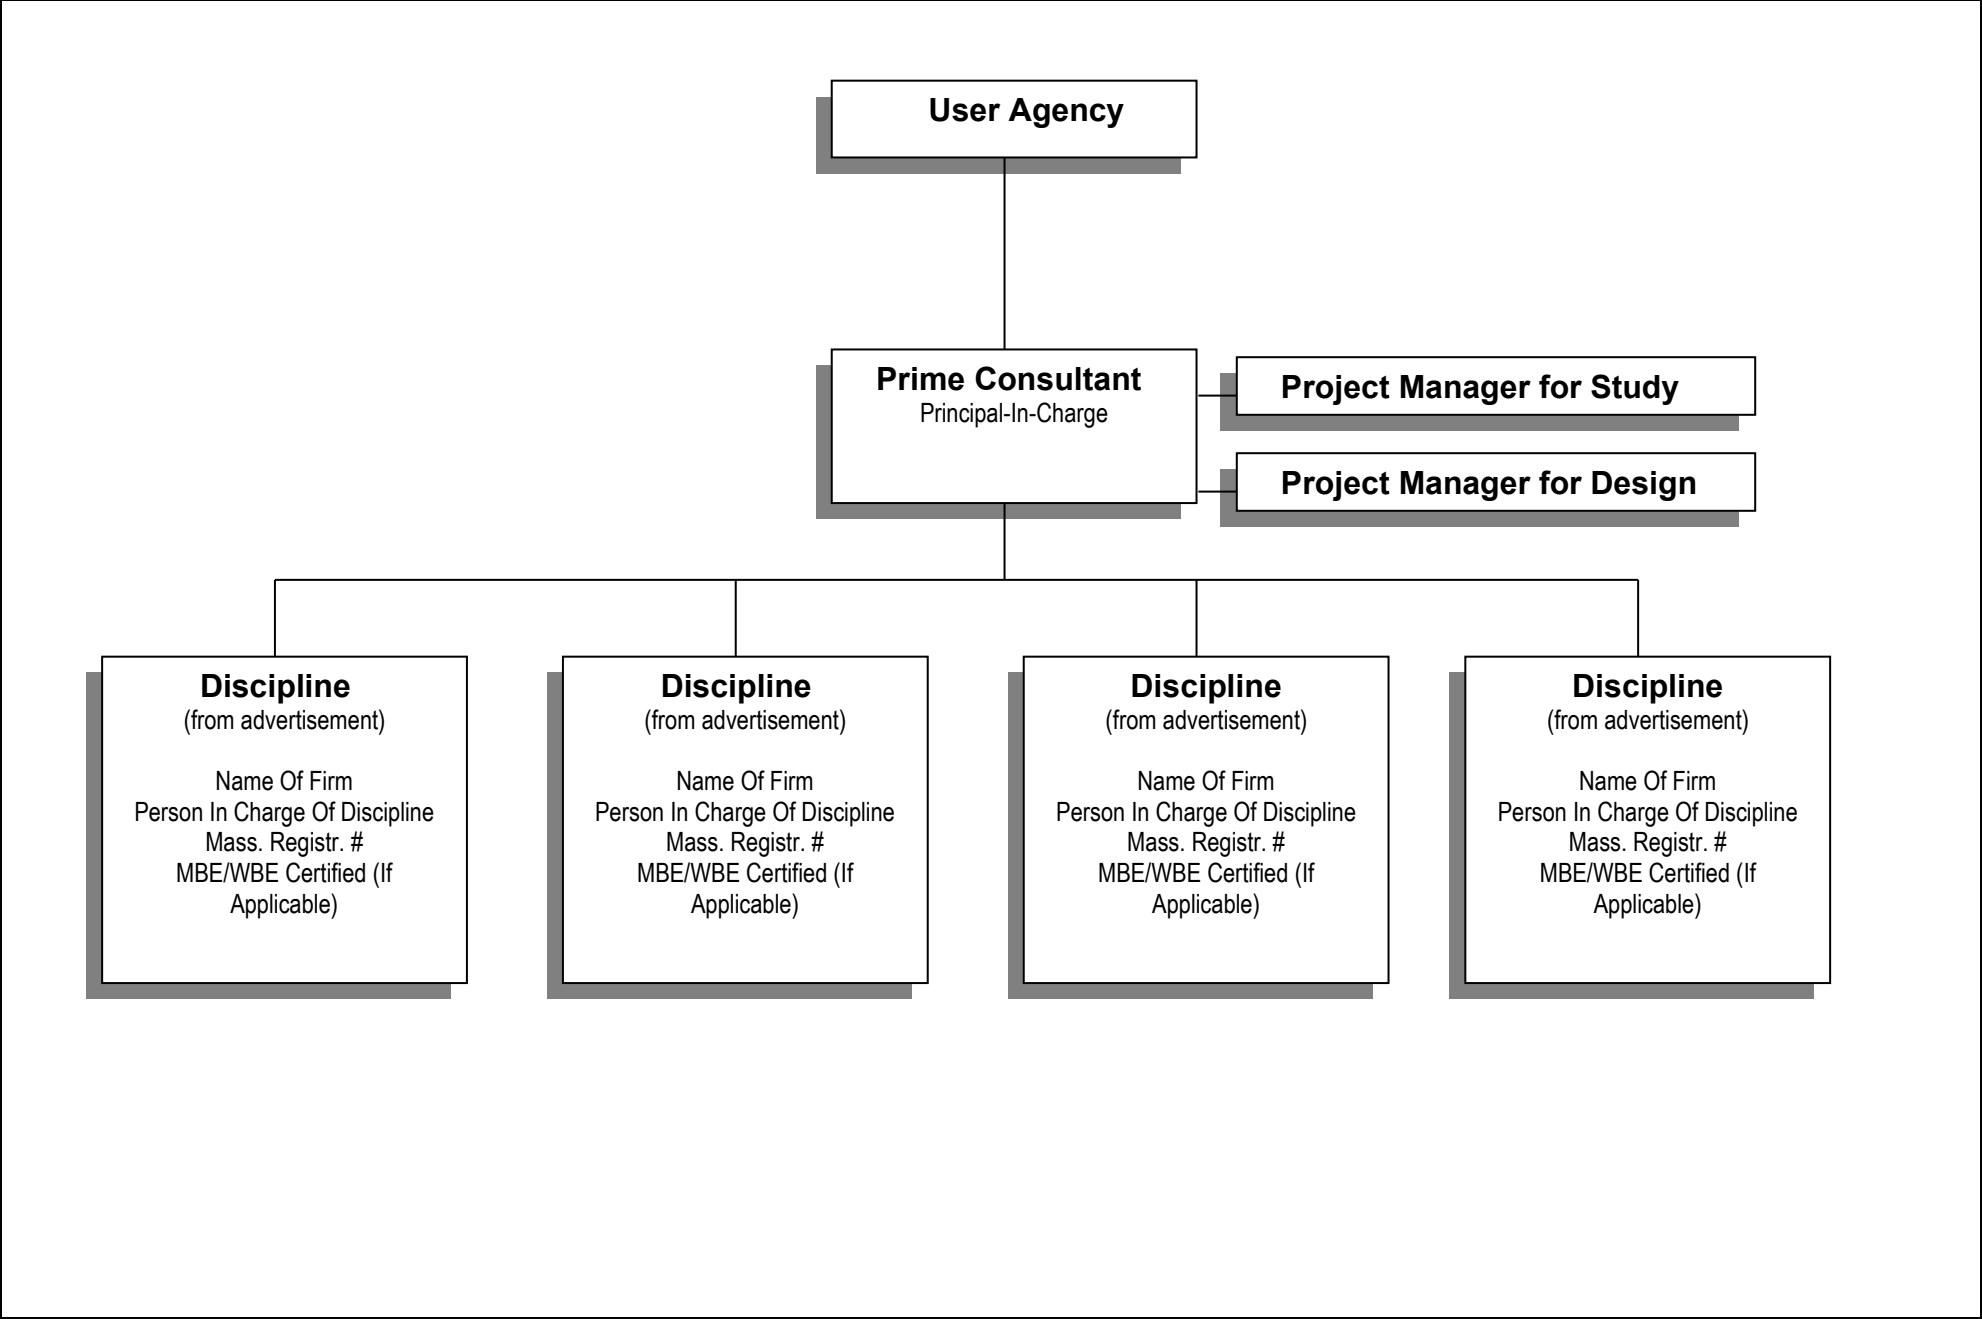 User Agency
Prime Consultant
Principal-In-Charge
Project Manager for Study
Project Manager for Design
Discipline
(from advertisement)
Name Of Firm
Person In Charge Of Discipline
Mass. Registr. #
MBE/WBE Certified (If
Applicable)
Discipline
(from advertisement)
Name Of Firm
Person In Charge Of Discipline
Mass. Registr. #
MBE/WBE Certified (If
Applicable)
Discipline
(from advertisement)
Name Of Firm
Person In Charge Of Discipline
Mass. Registr. #
MBE/WBE Certified (If
Applicable)
Discipline
(from advertisement)
Name Of Firm
Person In Charge Of Discipline
Mass. Registr. #
MBE/WBE Certified (If
Applicable)